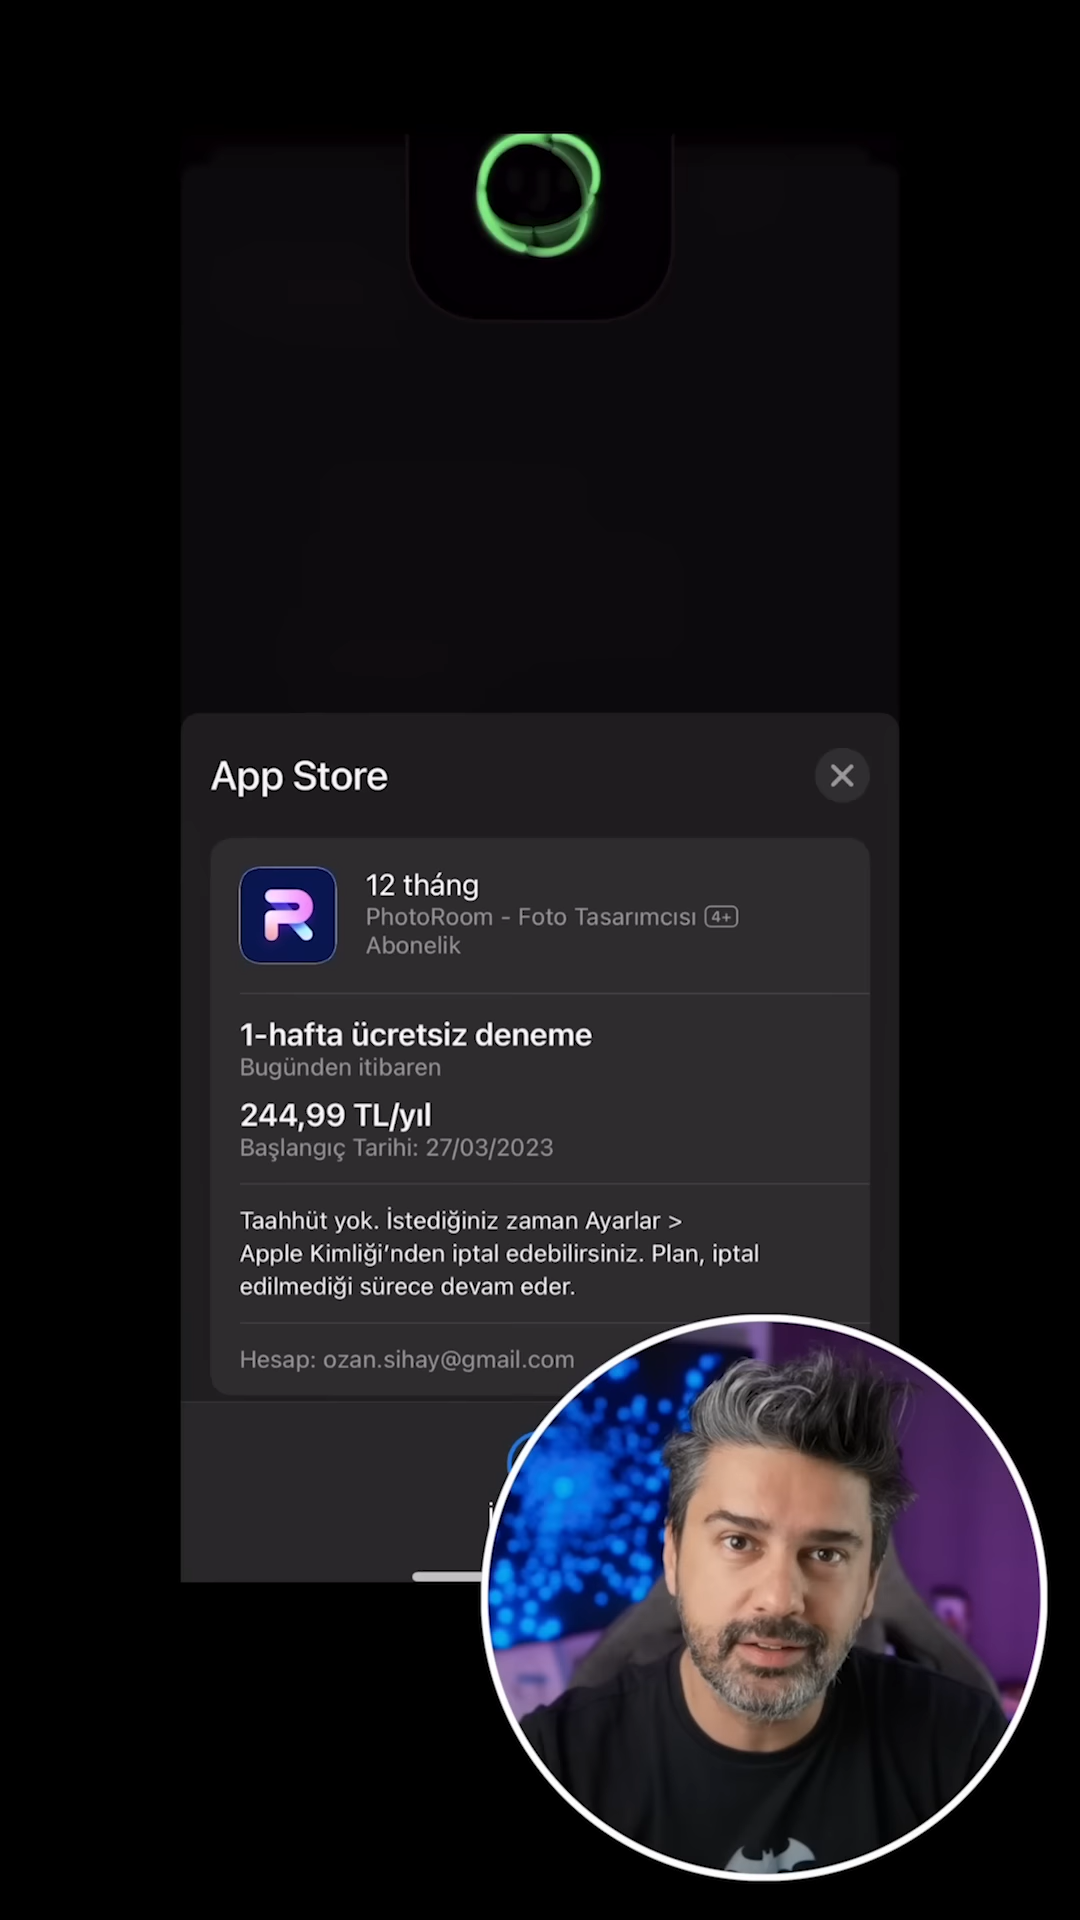 App Store
12 tháng
PhotoRoom - Foto Tasarımcısı 4+
Abonelik
1-hafta ücretsiz deneme
Bugünden itibaren
244,99 TL/yıl
Başlangıç Tarihi: 27/03/2023
Taahhüt yok. İstediğiniz zaman Ayarlar >
Apple Kimliği’nden iptal edebilirsiniz. Plan, iptal
edilmediği sürece devam eder.
Hesap: ozan.sihay@gmail.com